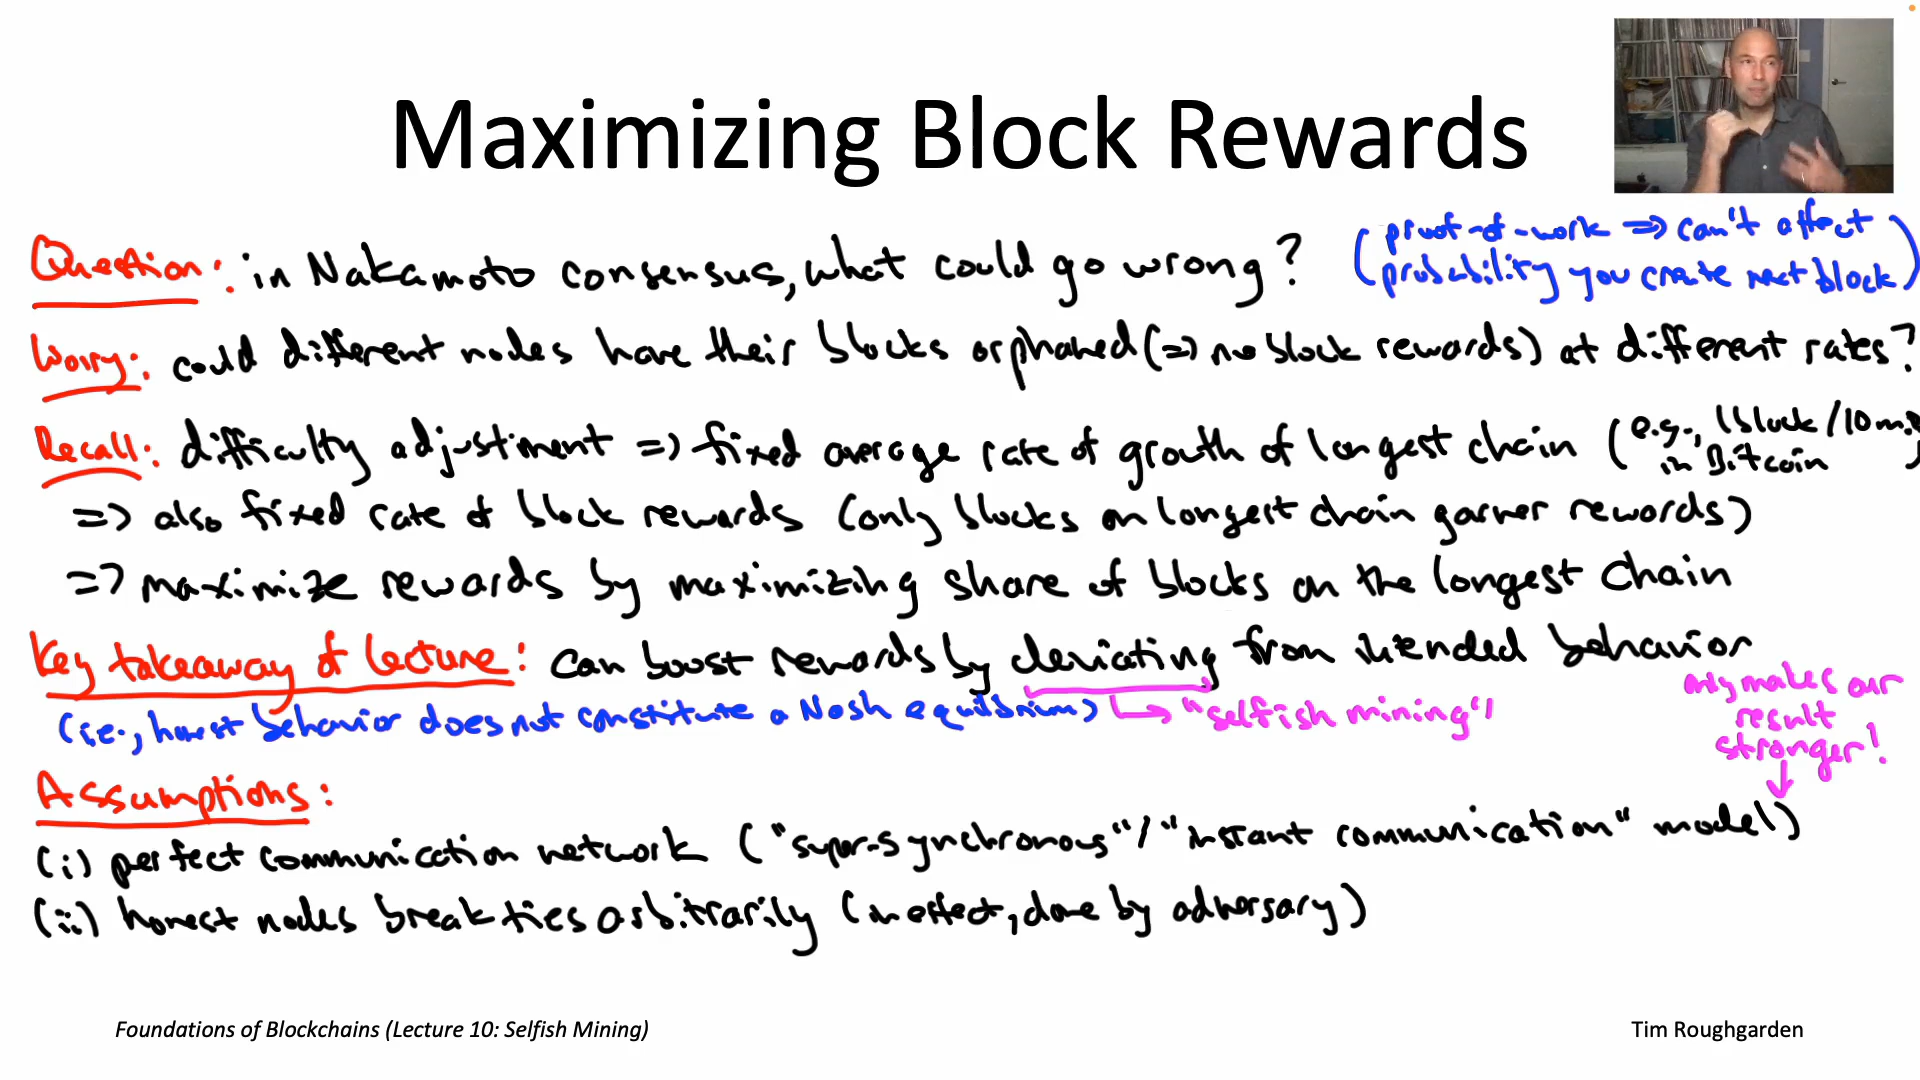 Maximizing Block Rewards
Question: in Nakamoto consensus, what could go wrong? (proof-of-work => can't affect
probability you create next block)
Worry: could different nodes have their blocks orphaned (=> no block rewards) at different rates?
Recall: difficulty adjustment => fixed average rate of growth of longest chain (e.g., 1 block/10 min
in Bitcoin)
=> also fixed rate of block rewards (only blocks on longest chain garner rewards)
=> maximize rewards by maximizing share of blocks on the longest chain
Key takeaway of lecture: can boost rewards by deviating from intended behavior
(i.e., honest behavior does not constitute a Nash equilibrium) ↳ "selfish mining"
only makes our
result
stronger!
Assumptions:
(i) perfect communication network ("super-synchronous"/"instant communication" model)
(ii) honest nodes break ties arbitrarily (in effect, done by adversary)
Foundations of Blockchains (Lecture 10: Selfish Mining)
Tim Roughgarden